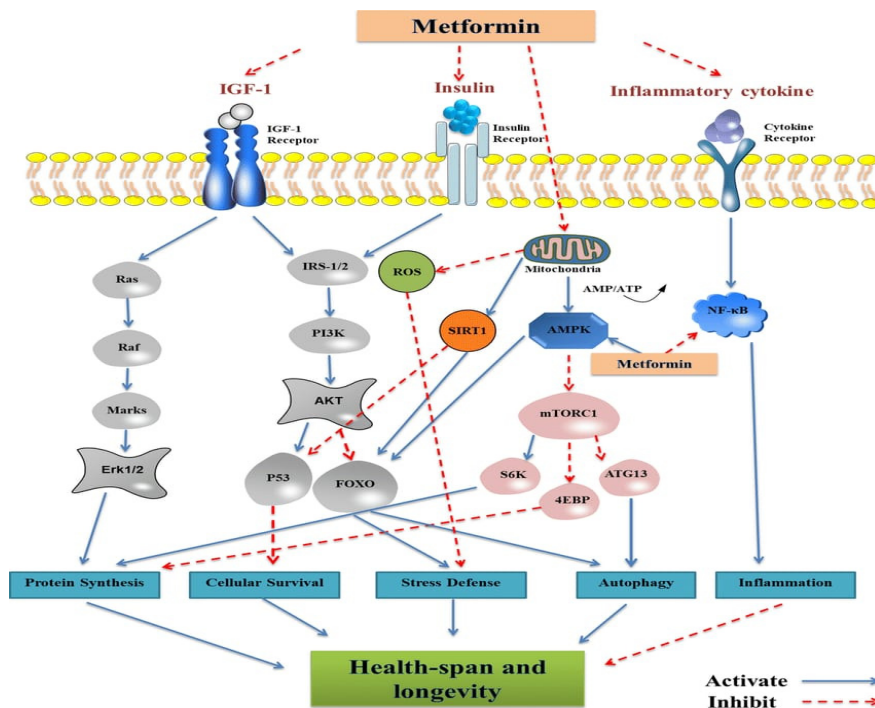 Metformin
IGF-1
Insulin
Inflammatory cytokine
IGF-1
Receptor
Insulin
Receptor
Cytokine
Receptor
Ras
IRS-1/2
ROS
Mitochondria
AMP/ATP
NF-κB
Raf
PI3K
SIRT1
AMPK
Metformin
Marks
AKT
mTORC1
Erk1/2
P53
FOXO
S6K
4EBP
ATG13
Protein Synthesis
Cellular Survival
Stress Defense
Autophagy
Inflammation
Health-span and
longevity
Activate
Inhibit